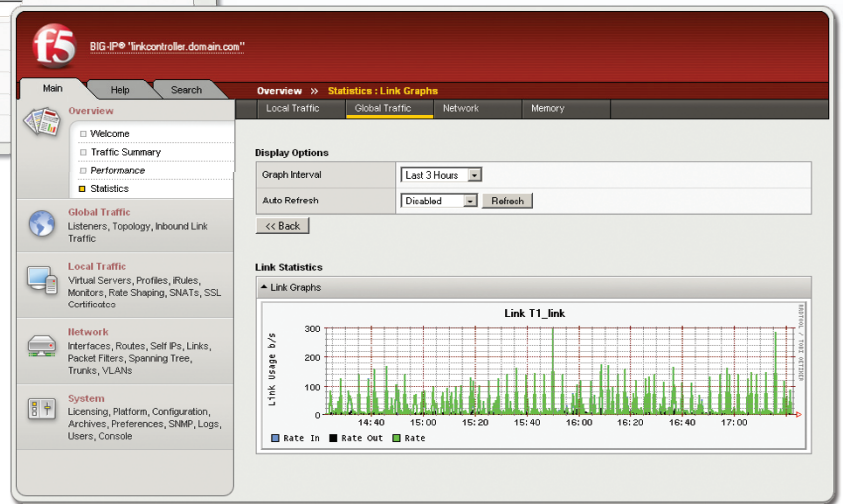 f5
BIG-IP® "linkcontroller.domain.com"
Main
Help
Search
Overview >> Statistics : Link Graphs
Local Traffic
Global Traffic
Network
Memory
Overview
Welcome
Traffic Summary
Performance
Statistics
Global Traffic
Listeners, Topology, Inbound Link
Traffic
Local Traffic
Virtual Servers, Profiles, iRules,
Monitors, Rate Shaping, SNATs, SSL
Certificates
Network
Interfaces, Routes, Self IPs, Links,
Packet Filters, Spanning Tree,
Trunks, VLANs
System
Licensing, Platform, Configuration,
Archives, Preferences, SNMP, Logs,
Users, Console
Display Options
Graph Interval
Last 3 Hours
Auto Refresh
Disabled
Refresh
<< Back
Link Statistics
Link Graphs
Link T1_link
RRDTOOL / TOBI OETIKER
Link Usage b/s
300
200
100
0
14:40 15:00 15:20 15:40 16:00 16:20 16:40 17:00
Rate In Rate Out Rate